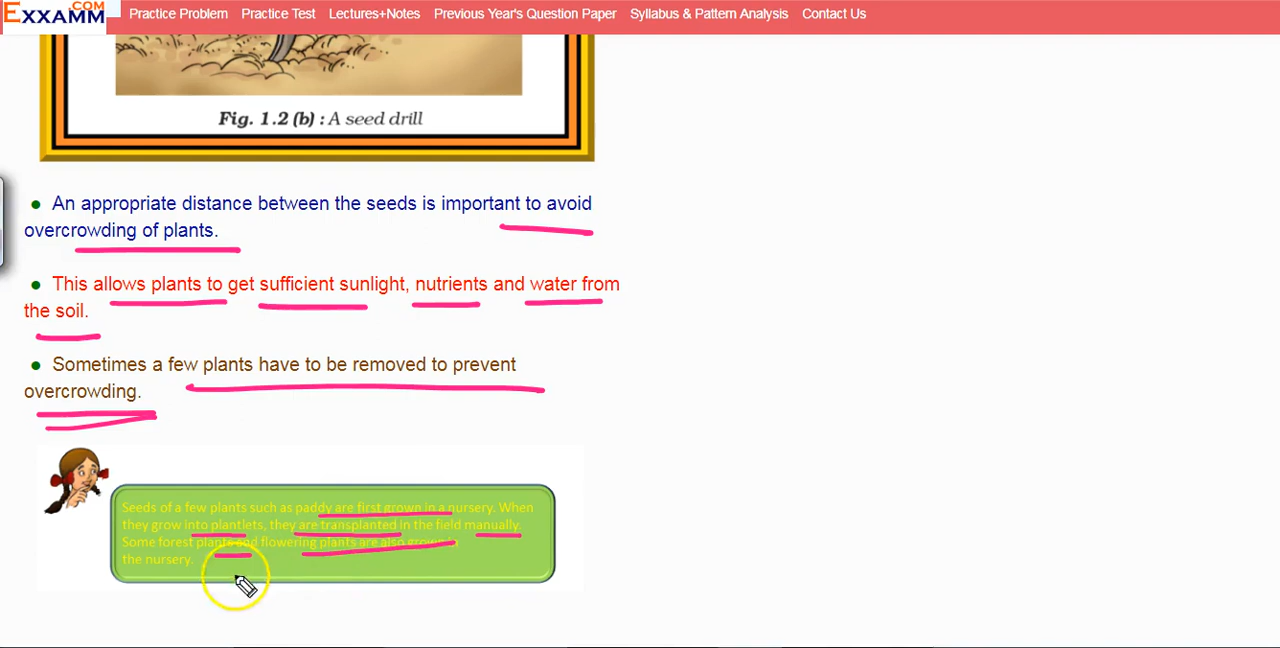 EXXAMM
.COM
Practice Problem Practice Test Lectures+Notes Previous Year's Question Paper Syllabus & Pattern Analysis Contact Us
Fig. 1.2 (b) : A seed drill
● An appropriate distance between the seeds is important to avoid
overcrowding of plants.
● This allows plants to get sufficient sunlight, nutrients and water from
the soil.
● Sometimes a few plants have to be removed to prevent
overcrowding.
Seeds of a few plants such as paddy are first grown in a nursery. When
they grow into plantlets, they are transplanted in the field manually.
Some forest plants and flowering plants are also grown in
the nursery.